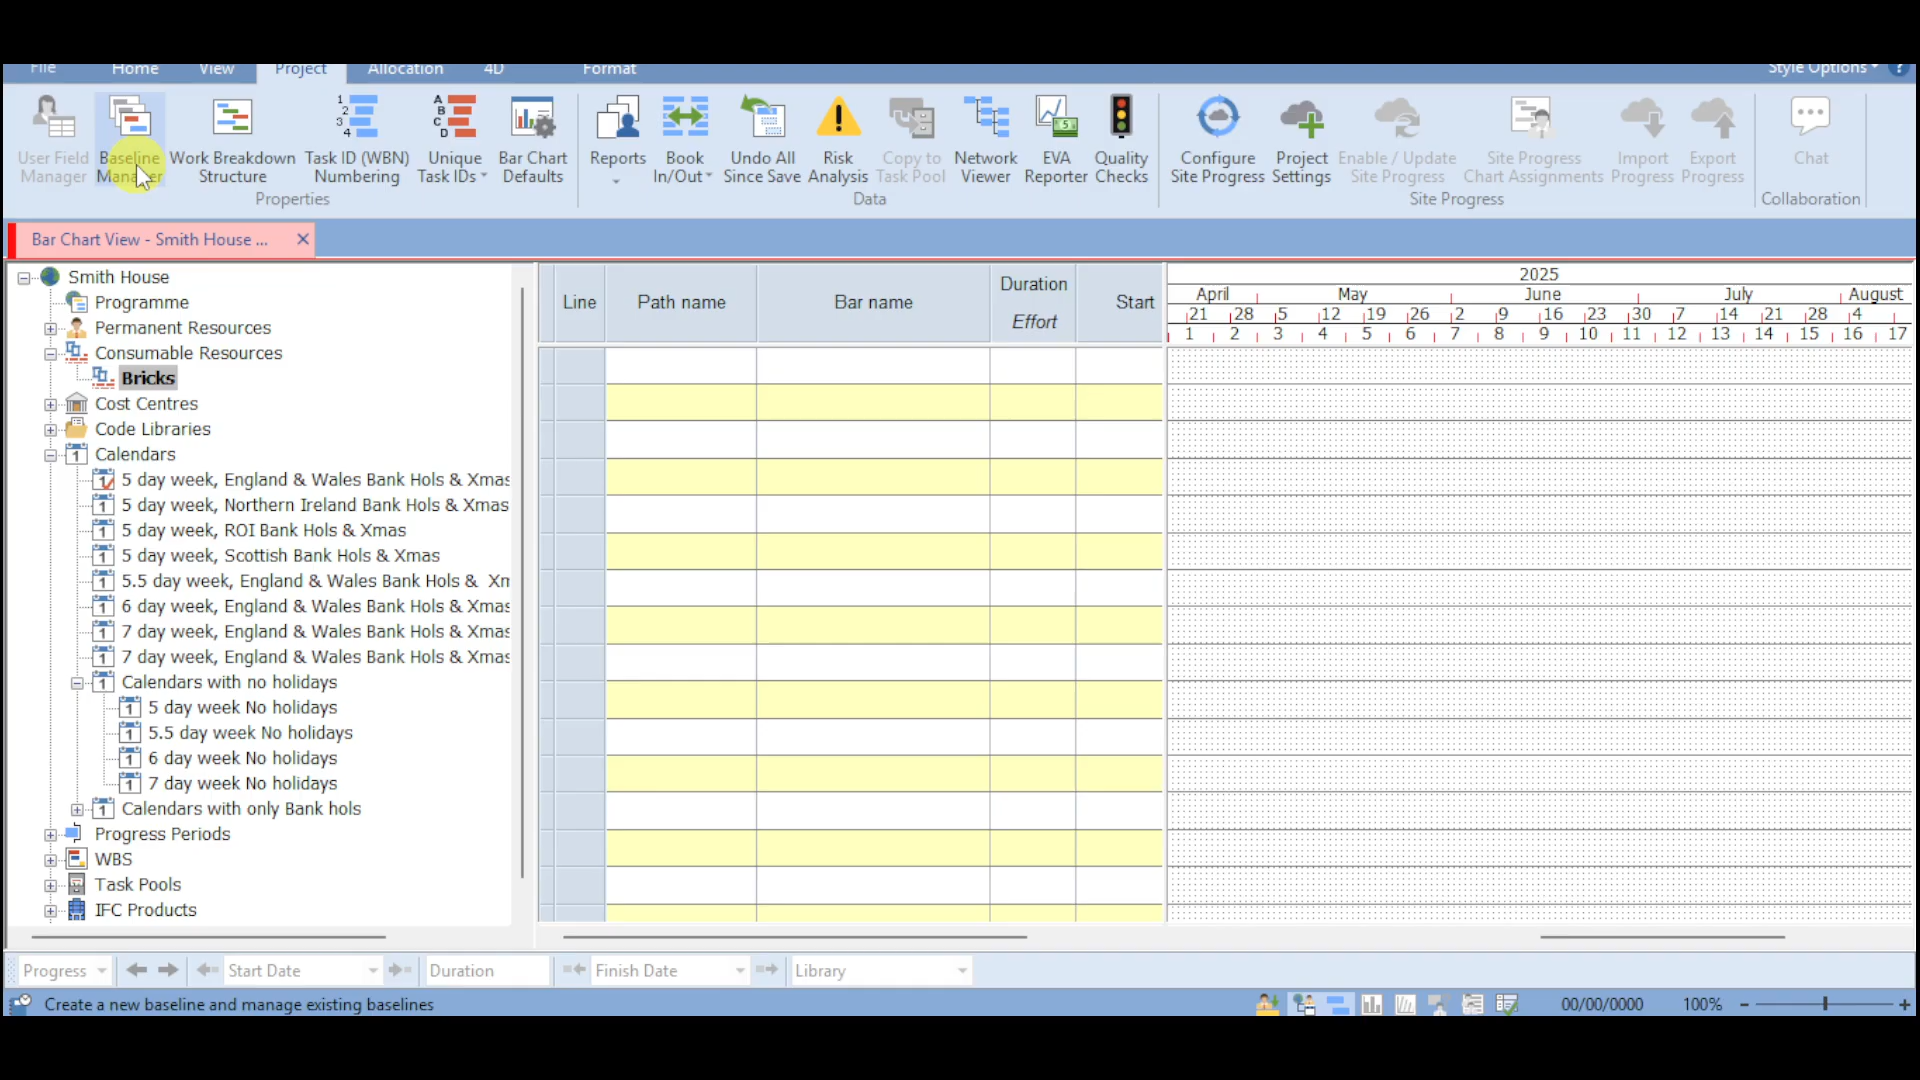 File Home View Project Allocation 4D Format Style Options ?
User Field Manager
Baseline Manager
Work Breakdown Structure
Task ID (WBN) Numbering
Unique Task IDs
Bar Chart Defaults
Properties
Reports
Book In/Out
Undo All Since Save
Risk Analysis
Copy to Task Pool
Network Viewer
EVA Reporter
Quality Checks
Data
Configure Site Progress
Project Settings
Enable / Update Site Progress
Site Progress Chart Assignments
Import Progress
Export Progress
Site Progress
Chat
Collaboration
Bar Chart View - Smith House ...
Smith House
Programme
Permanent Resources
Consumable Resources
Bricks
Cost Centres
Code Libraries
Calendars
5 day week, England & Wales Bank Hols & Xmas
5 day week, Northern Ireland Bank Hols & Xmas
5 day week, ROI Bank Hols & Xmas
5 day week, Scottish Bank Hols & Xmas
5.5 day week, England & Wales Bank Hols & Xm
6 day week, England & Wales Bank Hols & Xmas
7 day week, England & Wales Bank Hols & Xmas
7 day week, England & Wales Bank Hols & Xmas
Calendars with no holidays
5 day week No holidays
5.5 day week No holidays
6 day week No holidays
7 day week No holidays
Calendars with only Bank hols
Progress Periods
WBS
Task Pools
IFC Products
Line Path name Bar name Duration Effort Start
2025
April May June July August
21 28 5 12 19 26 2 9 16 23 30 7 14 21 28 4
1 2 3 4 5 6 7 8 9 10 11 12 13 14 15 16 17
Progress Start Date Duration Finish Date Library
Create a new baseline and manage existing baselines 00/00/0000 100%